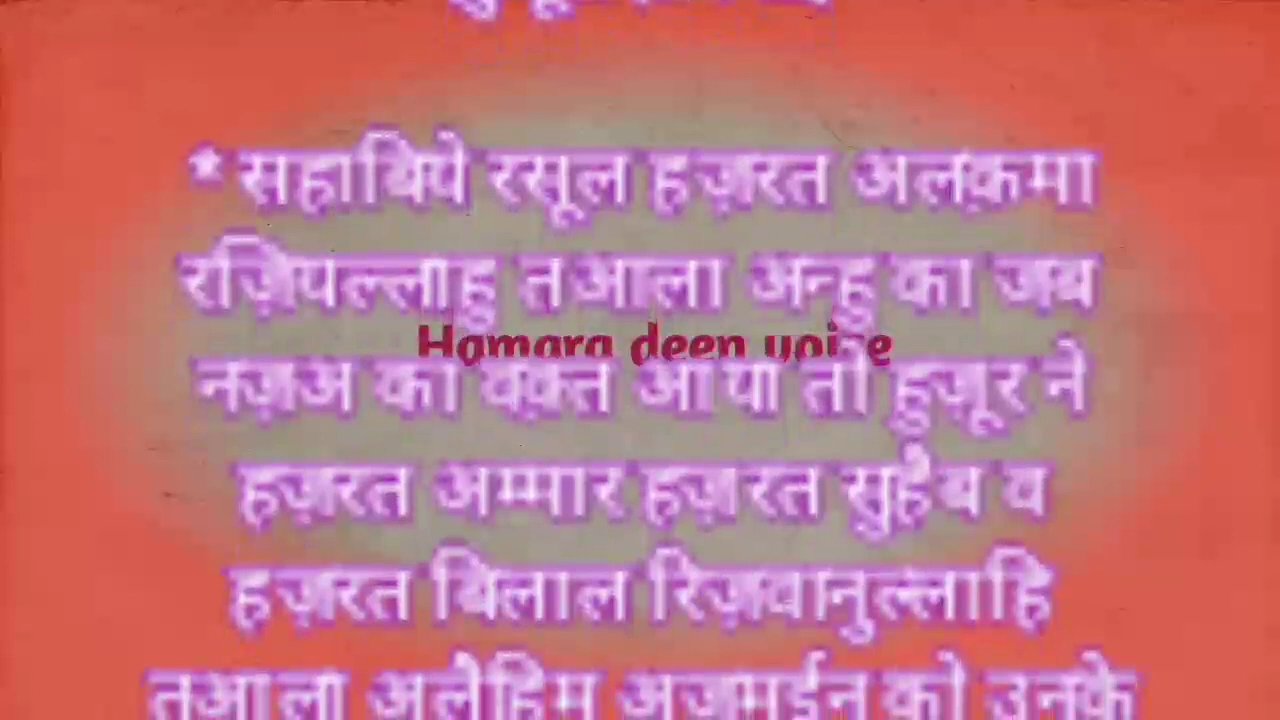 * सहाबिये रसूल हज़रत अलक़मा
रज़ियल्लाहु तआला अन्हु का जब
Hamara deen voice
नज़अ का वक़्त आया तो हुज़ूर ने
हज़रत अम्मार हज़रत सुहैब व
हज़रत बिलाल रिज़वानुल्लाहि
तआला अलैहिम अजमईन को उनके